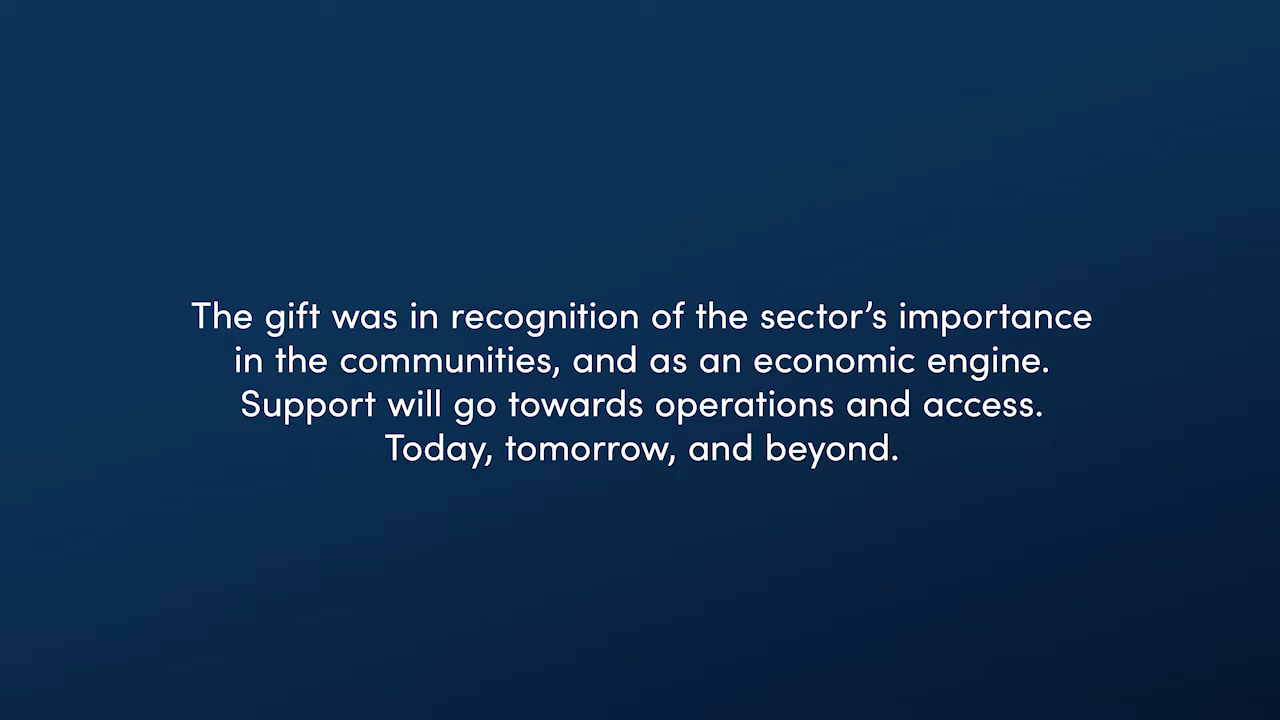 The gift was in recognition of the sector’s importance
in the communities, and as an economic engine.
Support will go towards operations and access.
Today, tomorrow, and beyond.